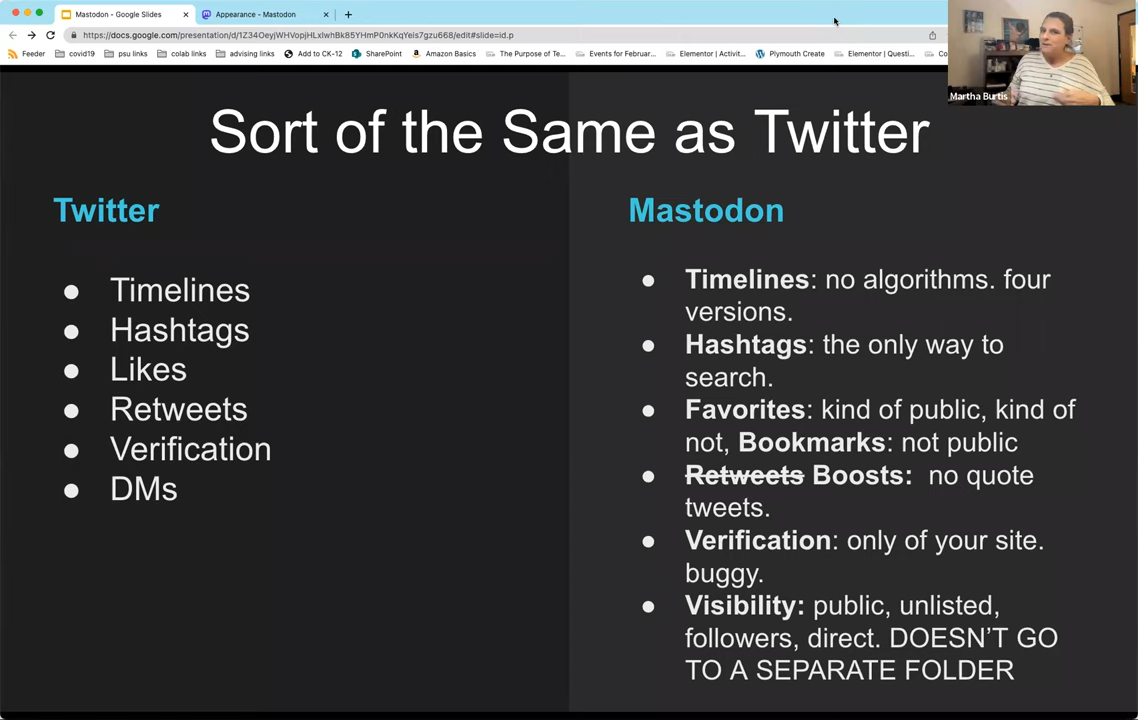 Mastodon - Google Slides
Appearance - Mastodon
https://docs.google.com/presentation/d/1Z34OeyjWHVopjHLxlwhBk85YHmP0nkKqYeis7gzu668/edit#slide=id.p
Feeder covid19 psu links colab links advising links Add to CK-12 SharePoint Amazon Basics The Purpose of Te... Events for Februar... Elementor | Activit... Plymouth Create Elementor | Questi... Co
Martha Burtis
Sort of the Same as Twitter
Twitter
● Timelines
● Hashtags
● Likes
● Retweets
● Verification
● DMs
Mastodon
● Timelines: no algorithms. four
versions.
● Hashtags: the only way to
search.
● Favorites: kind of public, kind of
not, Bookmarks: not public
● Retweets Boosts: no quote
tweets.
● Verification: only of your site.
buggy.
● Visibility: public, unlisted,
followers, direct. DOESN'T GO
TO A SEPARATE FOLDER